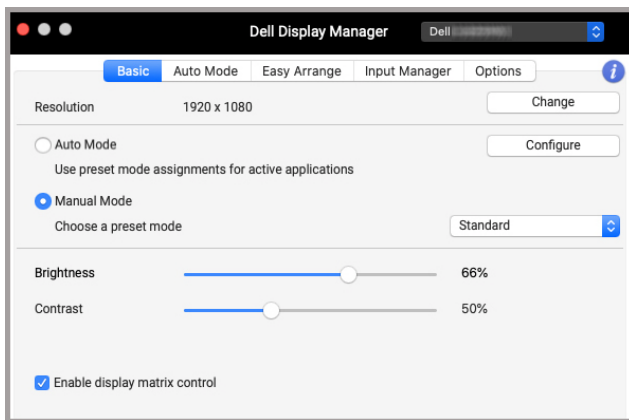 Dell Display Manager
Dell
Basic Auto Mode Easy Arrange Input Manager Options
i
Resolution 1920 x 1080 Change
Auto Mode Configure
Use preset mode assignments for active applications
Manual Mode
Choose a preset mode Standard
Brightness 66%
Contrast 50%
Enable display matrix control